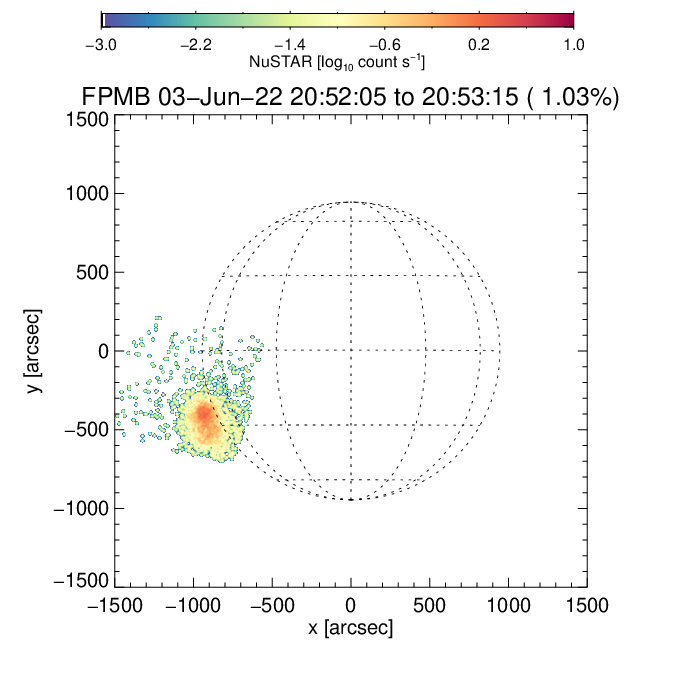 −3.0 −2.2 −1.4 −0.6 0.2 1.0
NuSTAR [log₁₀ count s⁻¹]
FPMB 03−Jun−22 20:52:05 to 20:53:15 ( 1.03%)
1500
1000
500
0
−500
−1000
−1500
y [arcsec]
−1500 −1000 −500 0 500 1000 1500
x [arcsec]